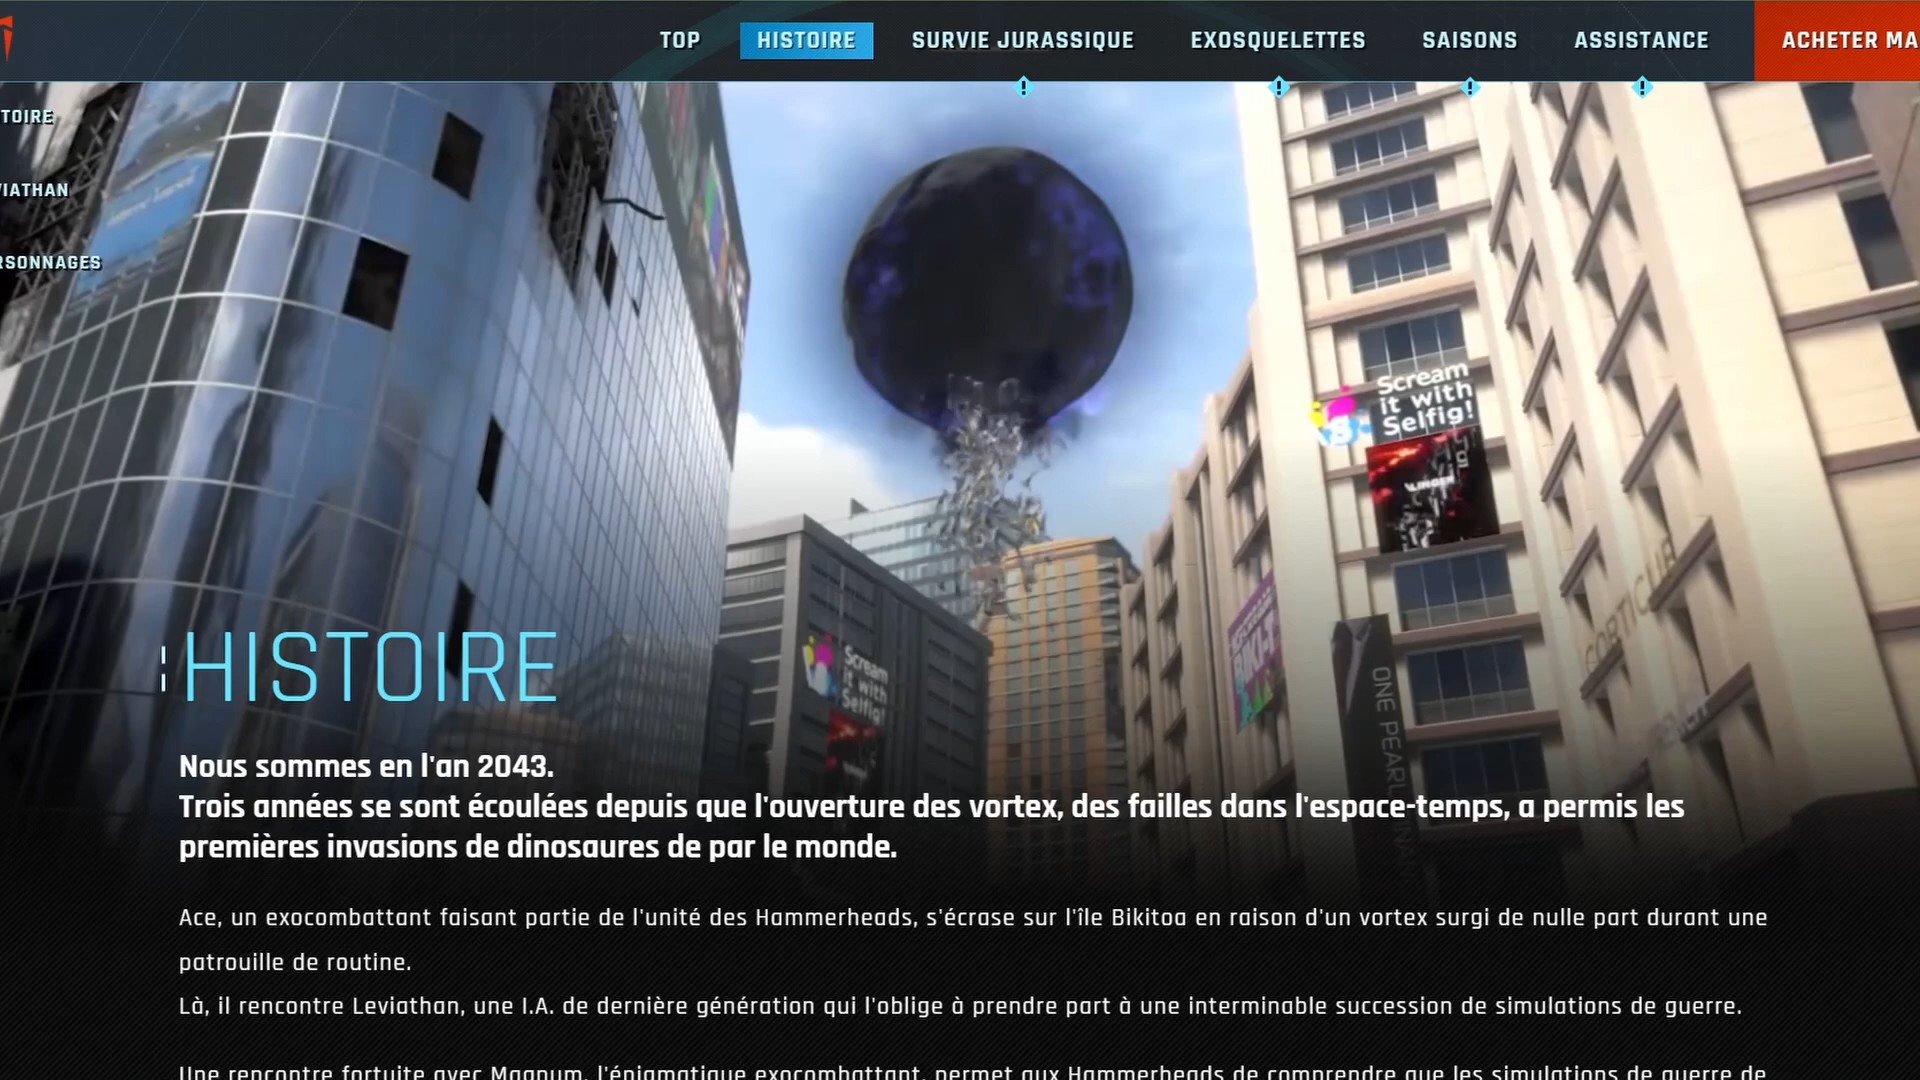 TOP
HISTOIRE
SURVIE JURASSIQUE
EXOSQUELETTES
SAISONS
ASSISTANCE
ACHETER MA
TOIRE
VIATHAN
RSONNAGES
Scream
it with
Selfig!
Scream
it with
Selfig!
HISTOIRE
Nous sommes en l'an 2043.
Trois années se sont écoulées depuis que l'ouverture des vortex, des failles dans l'espace-temps, a permis les
premières invasions de dinosaures de par le monde.
Ace, un exocombattant faisant partie de l'unité des Hammerheads, s'écrase sur l'île Bikitoa en raison d'un vortex surgi de nulle part durant une
patrouille de routine.
Là, il rencontre Leviathan, une I.A. de dernière génération qui l'oblige à prendre part à une interminable succession de simulations de guerre.
Une rencontre fortuite avec Magnum, l'énigmatique exocombattant, permet aux Hammerheads de comprendre que les simulations de guerre de
ONE PEARL